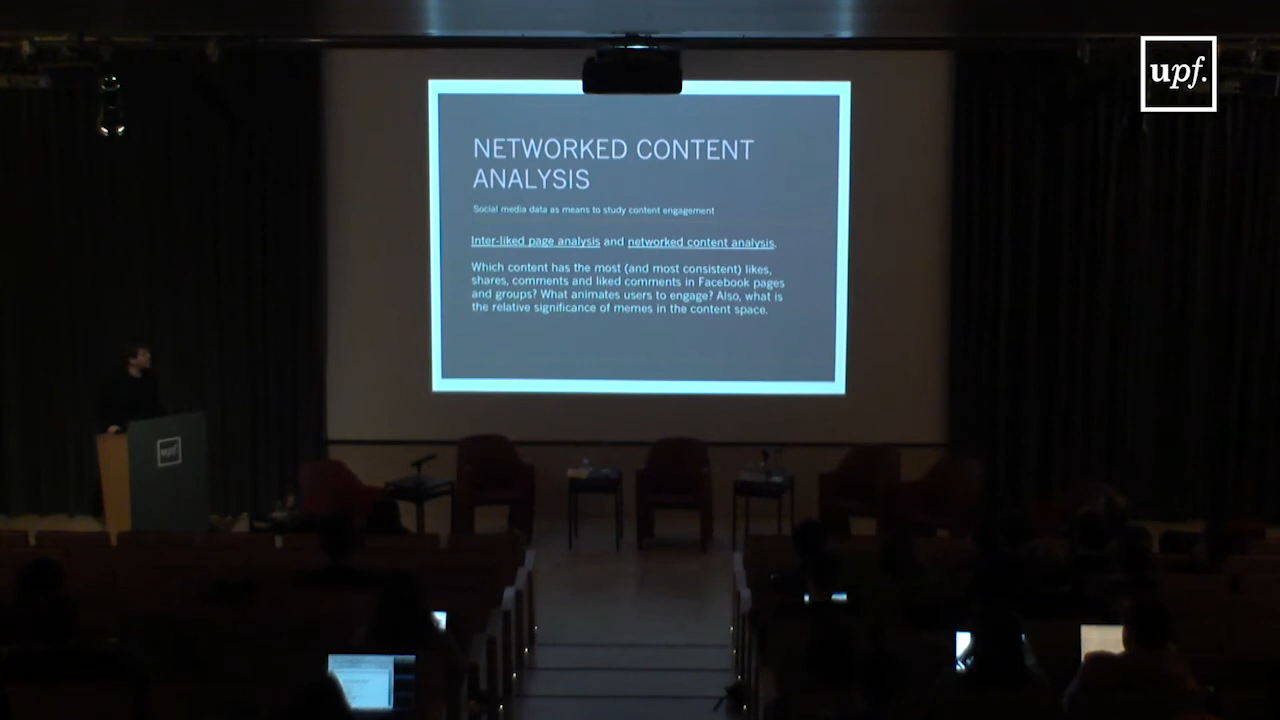 upf.
NETWORKED CONTENT
ANALYSIS
Social media data as means to study content engagement
Inter-liked page analysis and networked content analysis.
Which content has the most (and most consistent) likes,
shares, comments and liked comments in Facebook pages
and groups? What animates users to engage? Also, what is
the relative significance of memes in the content space.
upf.